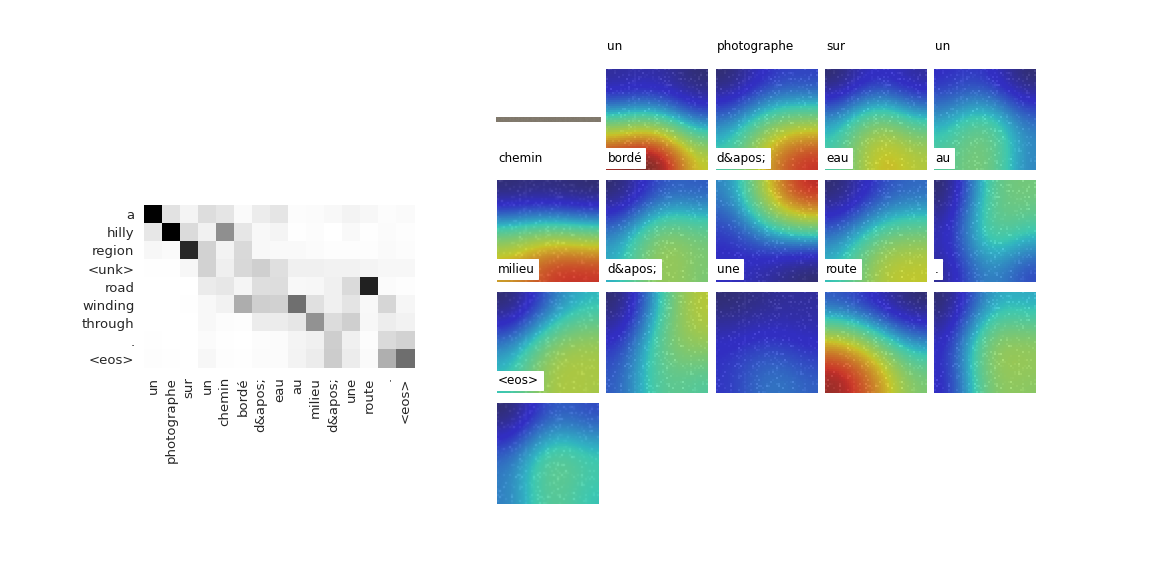 a
hilly
region
<unk>
road
winding
through
.
<eos>
un
photographe
sur
un
chemin
bordé
d&apos;
eau
au
milieu
d&apos;
une
route
.
<eos>
un photographe sur un
chemin bordé d&apos; eau au
milieu d&apos; une route .
<eos>